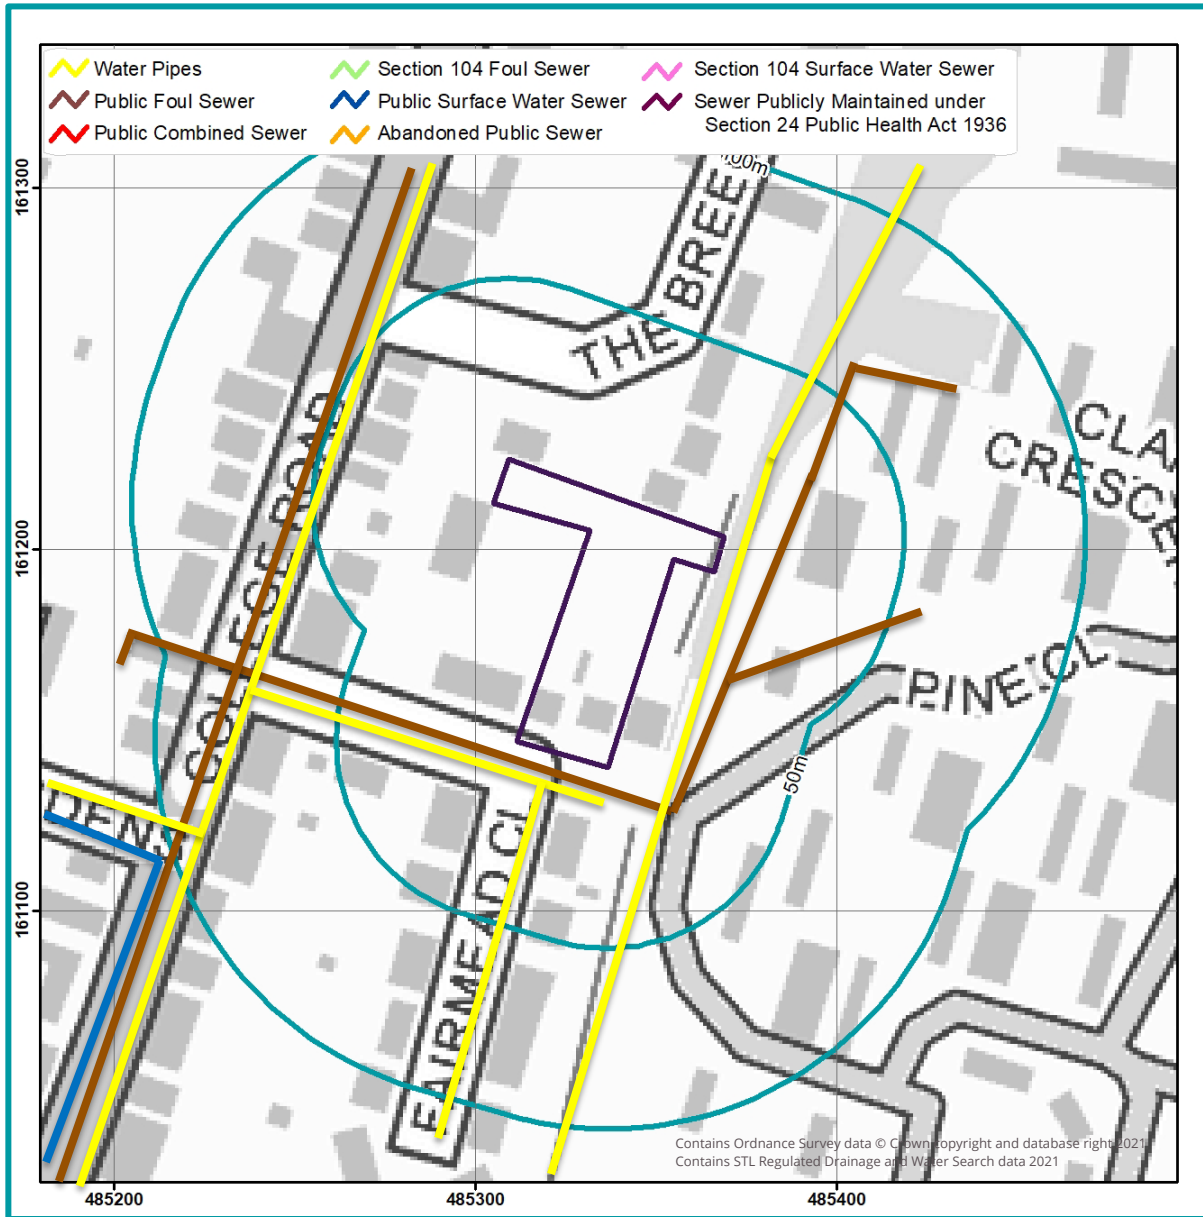 Water Pipes
Public Foul Sewer
Public Combined Sewer
Section 104 Foul Sewer
Public Surface Water Sewer
Abandoned Public Sewer
Section 104 Surface Water Sewer
Sewer Publicly Maintained under
Section 24 Public Health Act 1936
100m
THE BREE
161300
161200
161100
ROAD
CLA
CRESCE
PINE CL
50m
DENE
FAIRMEAD CL
Contains Ordnance Survey data © Crown copyright and database right 2021
Contains STL Regulated Drainage and Water Search data 2021
485200
485300
485400